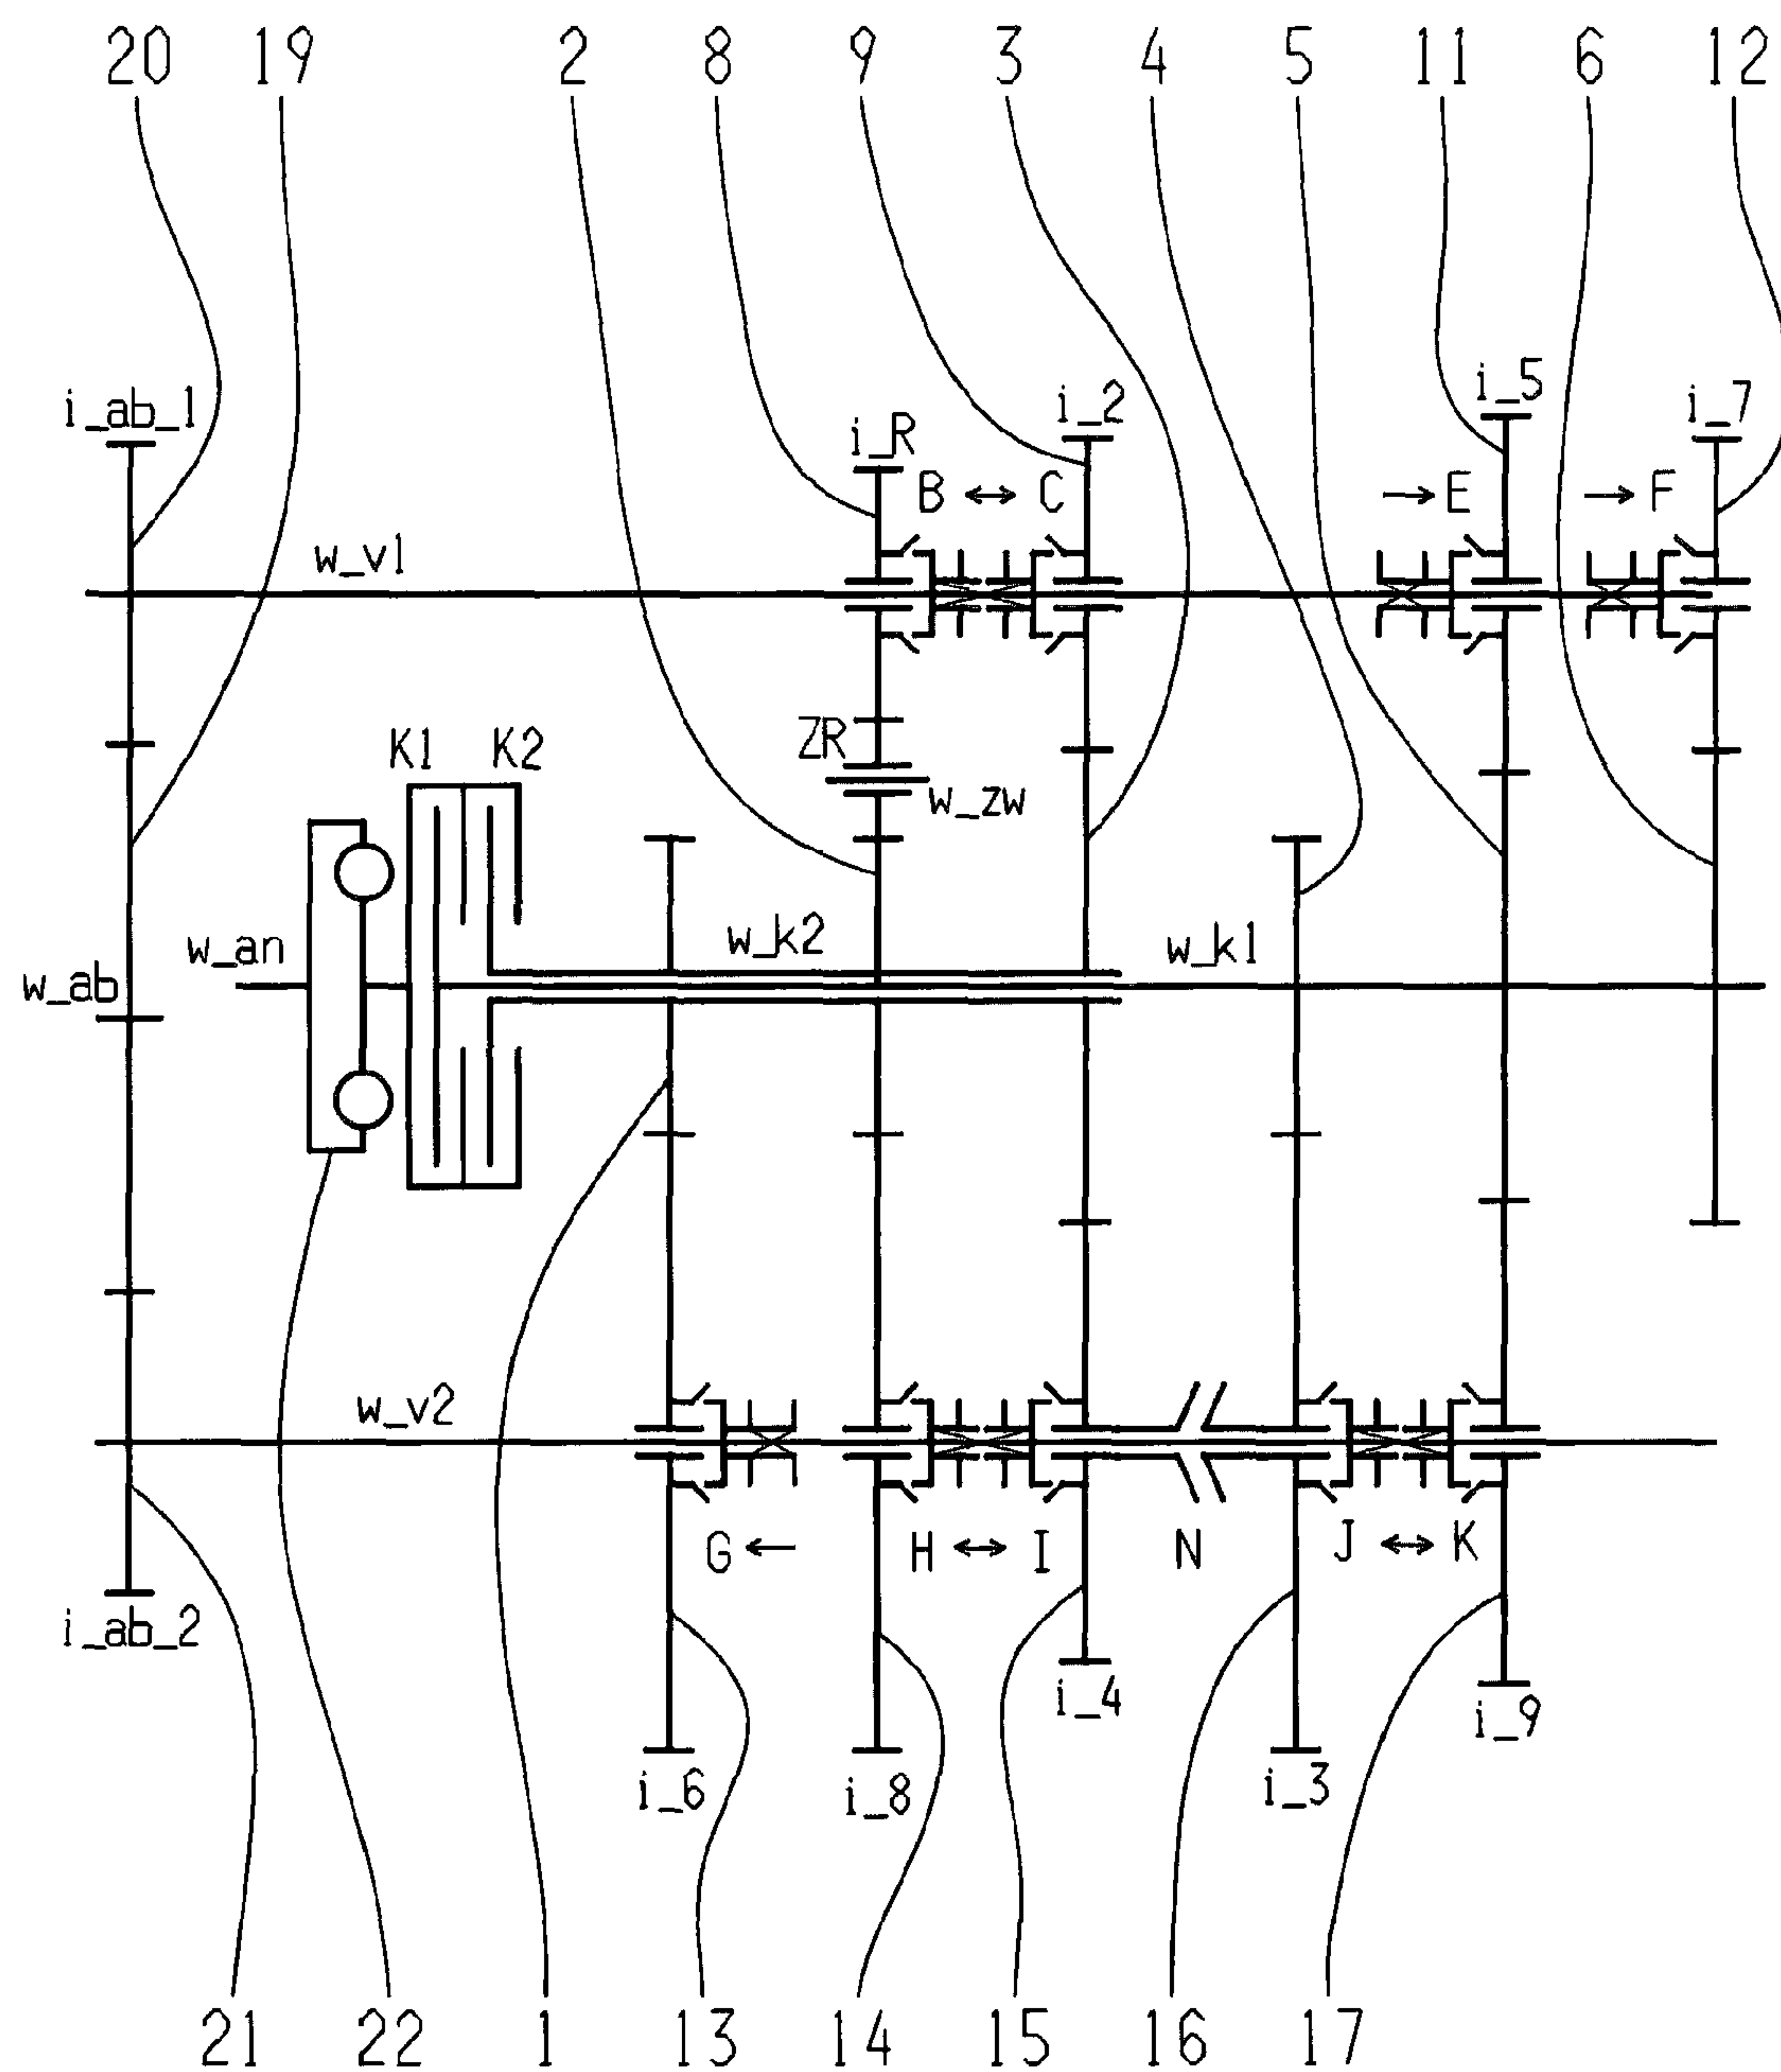 20 19 2 8 9 3 4 5 11 6 12
i_5
i_ab_1 i_2 i_7
i_R
B C E F
w_v1
ZR
K1 K2
w_zw
w_k2 w_k1
w_an
w_ab
w_v2
G H I N J K
i_ab_2
i_4
i_9
i_6 i_8 i_3
21 22 1 13 14 15 16 17